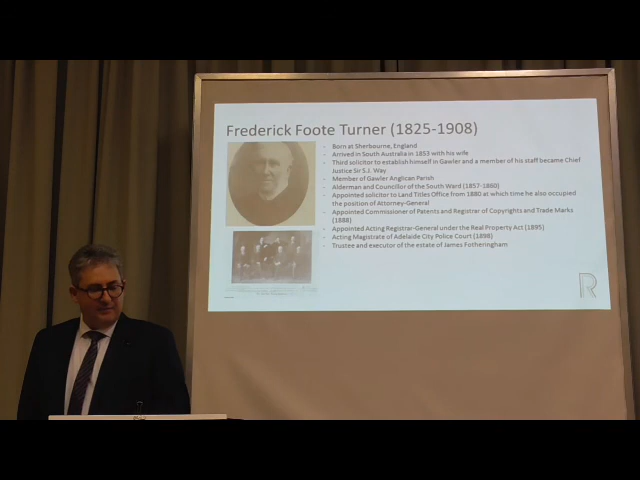 Frederick Foote Turner (1825-1908)
- Born at Sherbourne, England
- Arrived in South Australia in 1853 with his wife
- Third solicitor to establish himself in Gawler and a member of his staff became Chief
Justice Sir S.J. Way
- Member of Gawler Anglican Parish
- Alderman and Councillor of the South Ward (1857-1860)
- Appointed solicitor to Land Titles Office from 1880 at which time he also occupied
the position of Attorney-General
- Appointed Commissioner of Patents and Registrar of Copyrights and Trade Marks
(1888)
- Appointed Acting Registrar-General under the Real Property Act (1895)
- Acting Magistrate of Adelaide City Police Court (1898)
- Trustee and executor of the estate of James Fotheringham
R